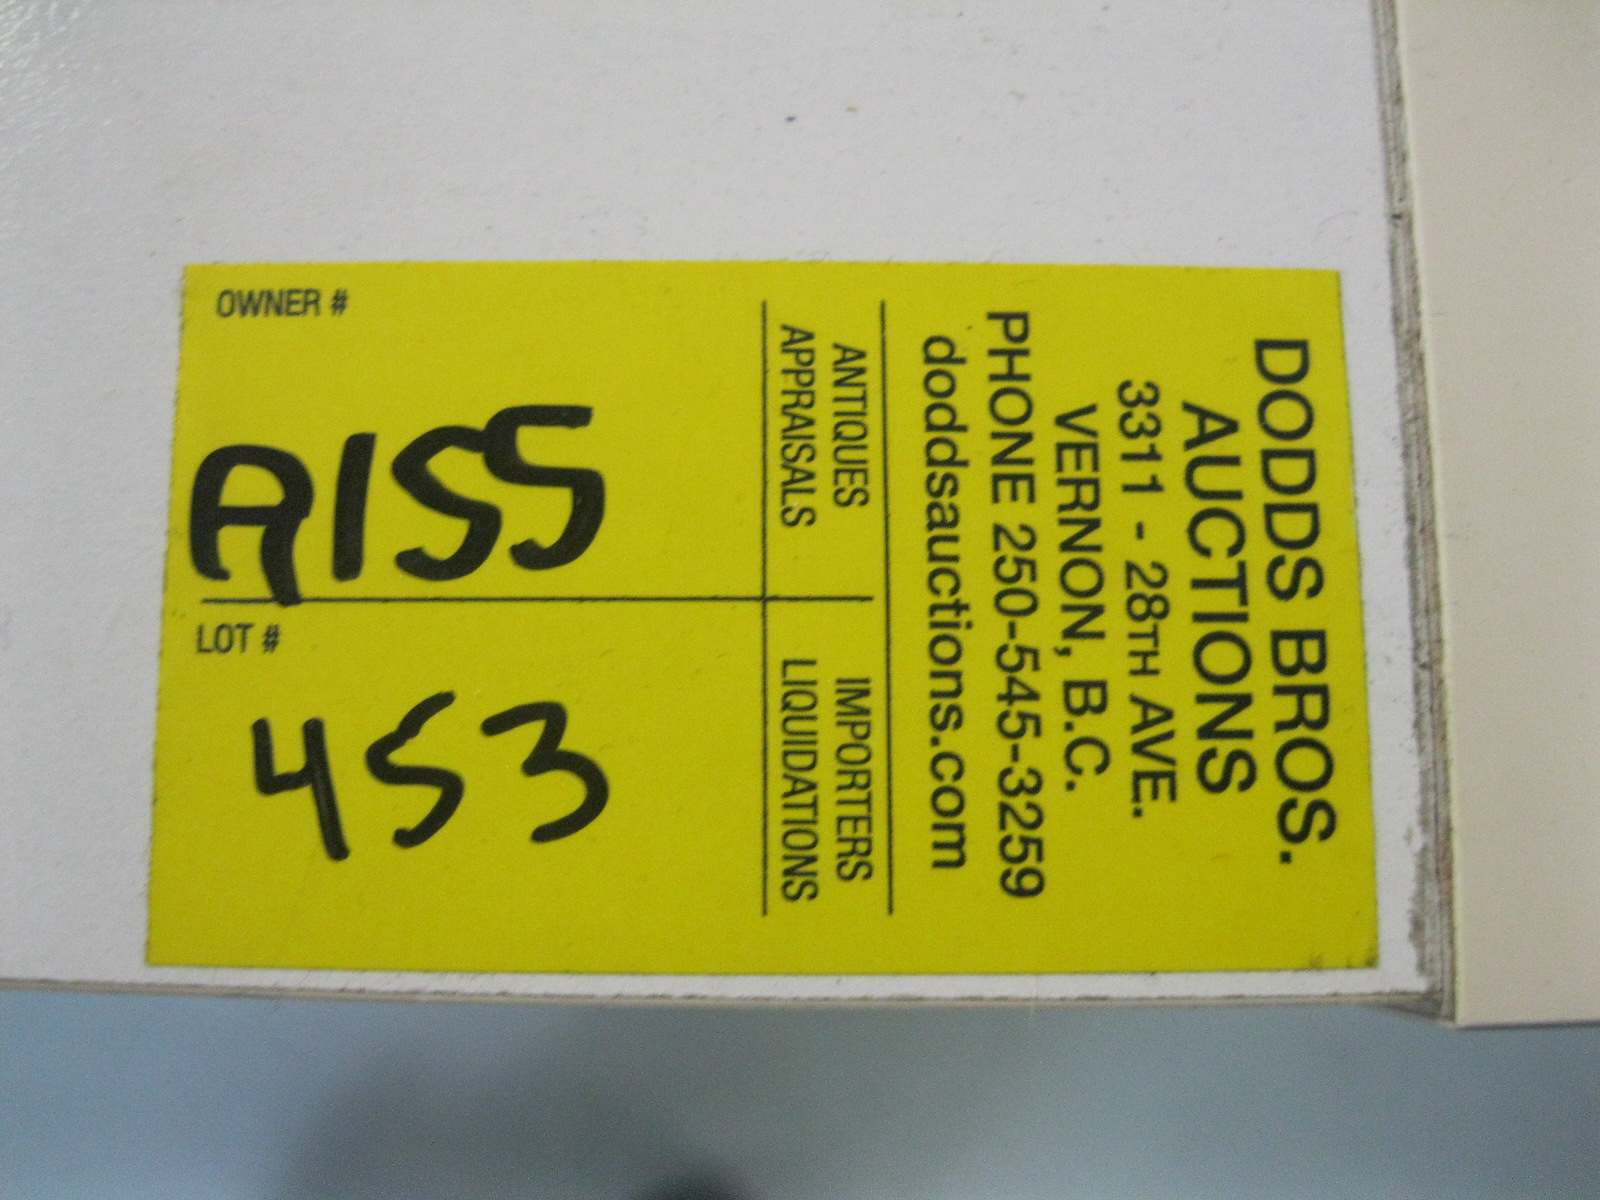 OWNER #
A155
LOT #
453
DODDS BROS.
AUCTIONS
3311 - 28TH AVE.
VERNON, B.C.
PHONE 250-545-3259
doddsauctions.com
ANTIQUES IMPORTERS
APPRAISALS LIQUIDATIONS